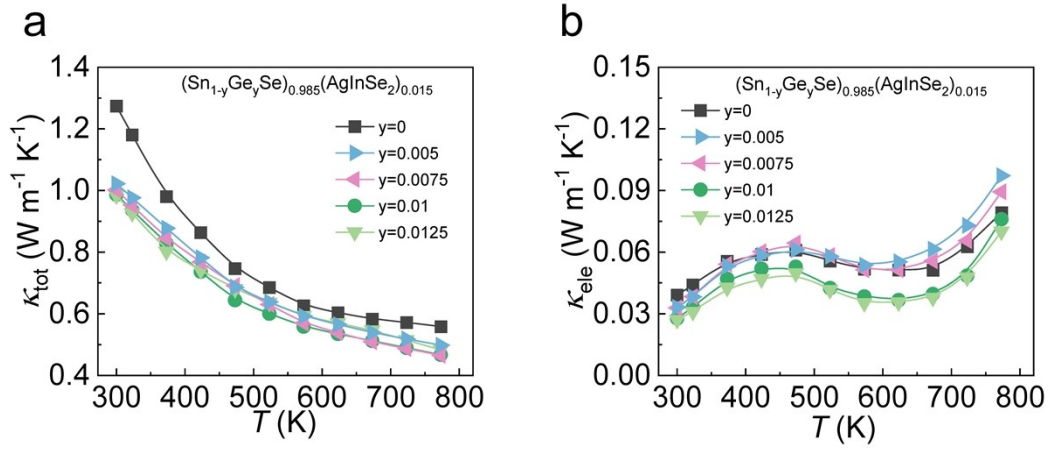 a
(Sn1-yGeySe)0.985(AgInSe2)0.015
y=0
y=0.005
y=0.0075
y=0.01
y=0.0125
κtot (W m-1 K-1)
1.4
1.2
1.0
0.8
0.6
0.4
300 400 500 600 700 800
T (K)
b
(Sn1-yGeySe)0.985(AgInSe2)0.015
y=0
y=0.005
y=0.0075
y=0.01
y=0.0125
κele (W m-1 K-1)
0.15
0.12
0.09
0.06
0.03
0.00
300 400 500 600 700 800
T (K)